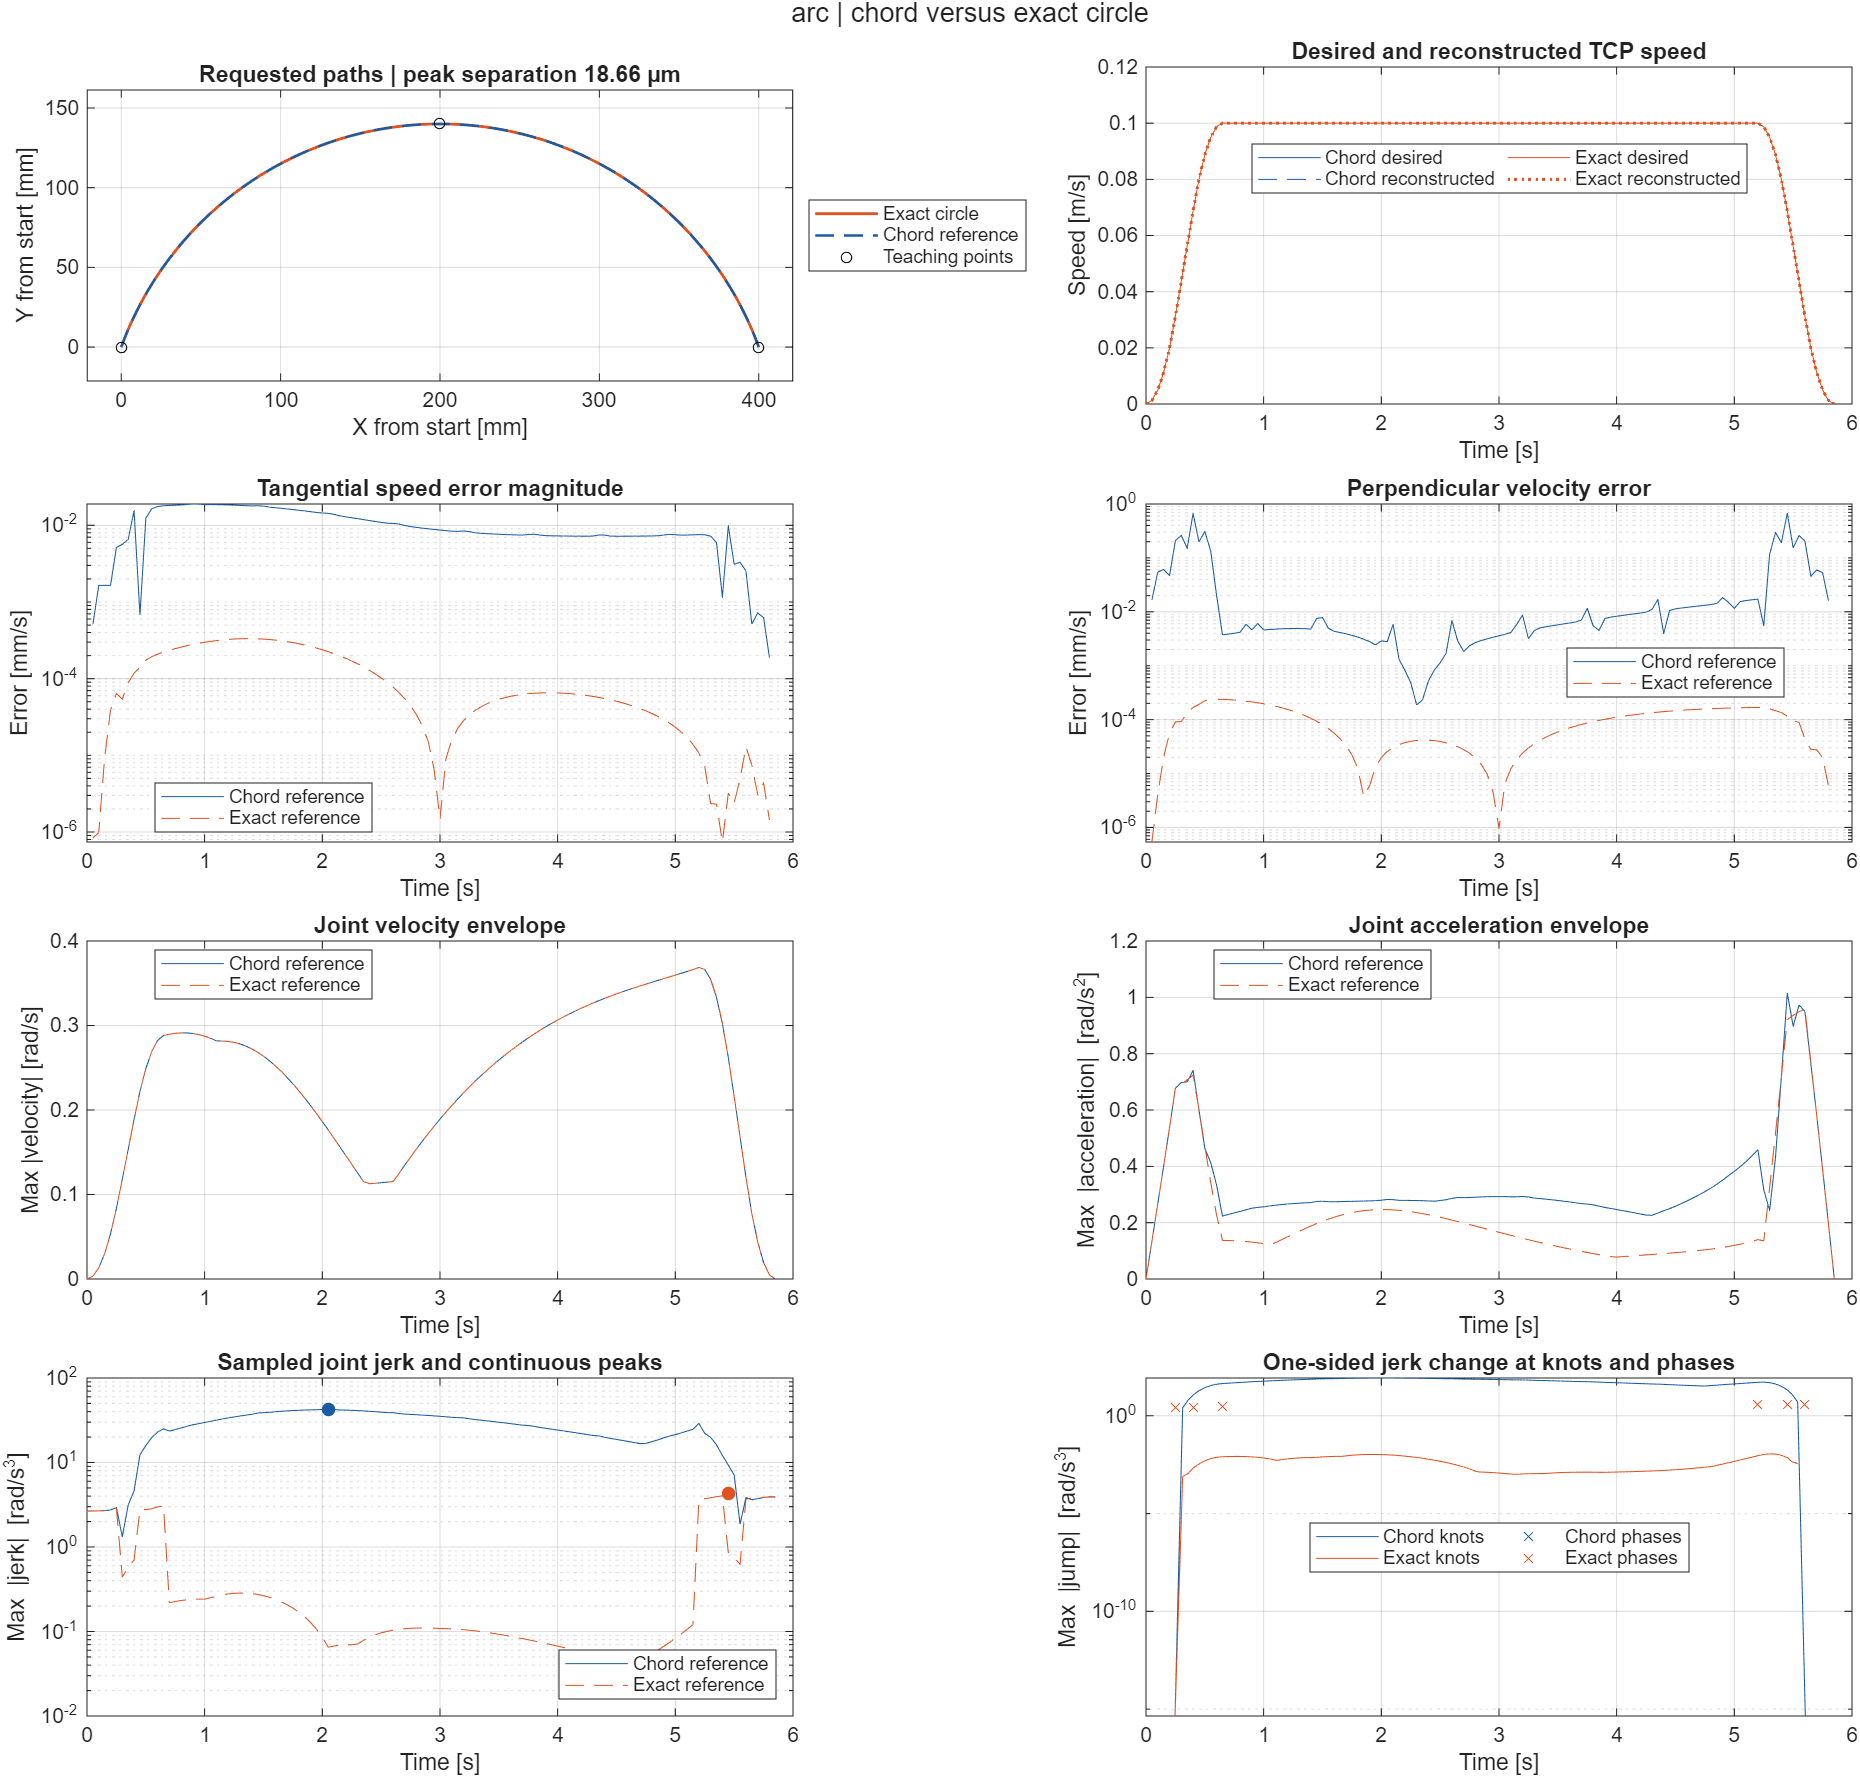 arc | chord versus exact circle
Requested paths | peak separation 18.66 µm
150
100
50
0
Y from start [mm]
0 100 200 300 400
X from start [mm]
Exact circle
Chord reference
Teaching points
Desired and reconstructed TCP speed
0.12
0.1
0.08
0.06
0.04
0.02
0
Speed [m/s]
Chord desired Exact desired
Chord reconstructed Exact reconstructed
0 1 2 3 4 5 6
Time [s]
Tangential speed error magnitude
10^-2
10^-4
10^-6
Error [mm/s]
Chord reference
Exact reference
0 1 2 3 4 5 6
Time [s]
Perpendicular velocity error
10^0
10^-2
10^-4
10^-6
Error [mm/s]
Chord reference
Exact reference
0 1 2 3 4 5 6
Time [s]
Joint velocity envelope
0.4
0.3
0.2
0.1
0
Max |velocity| [rad/s]
Chord reference
Exact reference
0 1 2 3 4 5 6
Time [s]
Joint acceleration envelope
1.2
1
0.8
0.6
0.4
0.2
0
Max |acceleration| [rad/s^2]
Chord reference
Exact reference
0 1 2 3 4 5 6
Time [s]
Sampled joint jerk and continuous peaks
10^2
10^1
10^0
10^-1
10^-2
Max |jerk| [rad/s^3]
Chord reference
Exact reference
0 1 2 3 4 5 6
Time [s]
One-sided jerk change at knots and phases
10^0
10^-10
Max |jump| [rad/s^3]
Chord knots Chord phases
Exact knots Exact phases
0 1 2 3 4 5 6
Time [s]